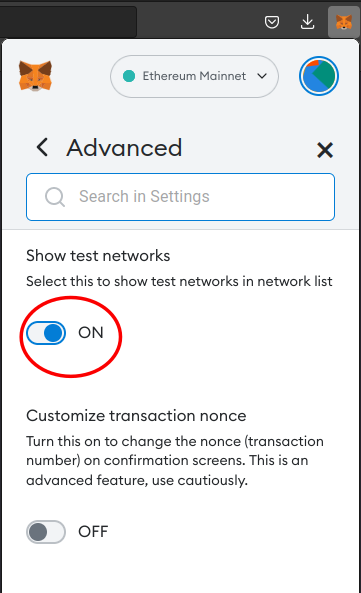 Ethereum Mainnet
Advanced
Search in Settings
Show test networks
Select this to show test networks in network list
ON
Customize transaction nonce
Turn this on to change the nonce (transaction
number) on confirmation screens. This is an
advanced feature, use cautiously.
OFF